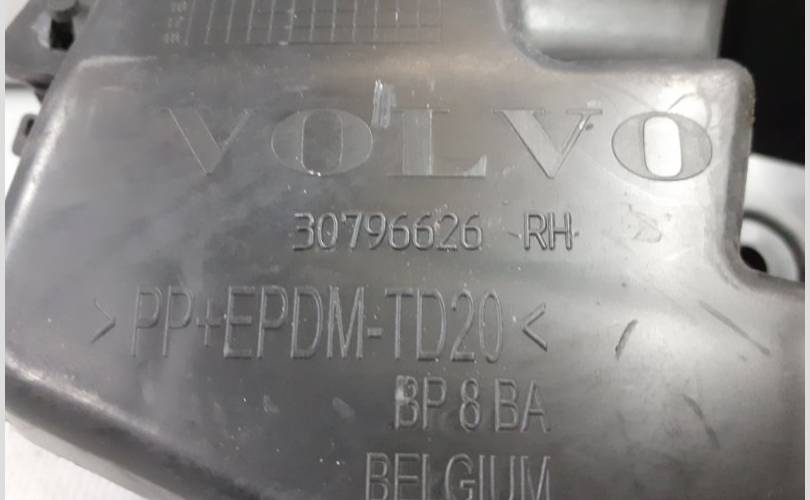 VOLVO
30796626 RH
>PP+EPDM-TD20<
BP 8 BA
BELGIUM